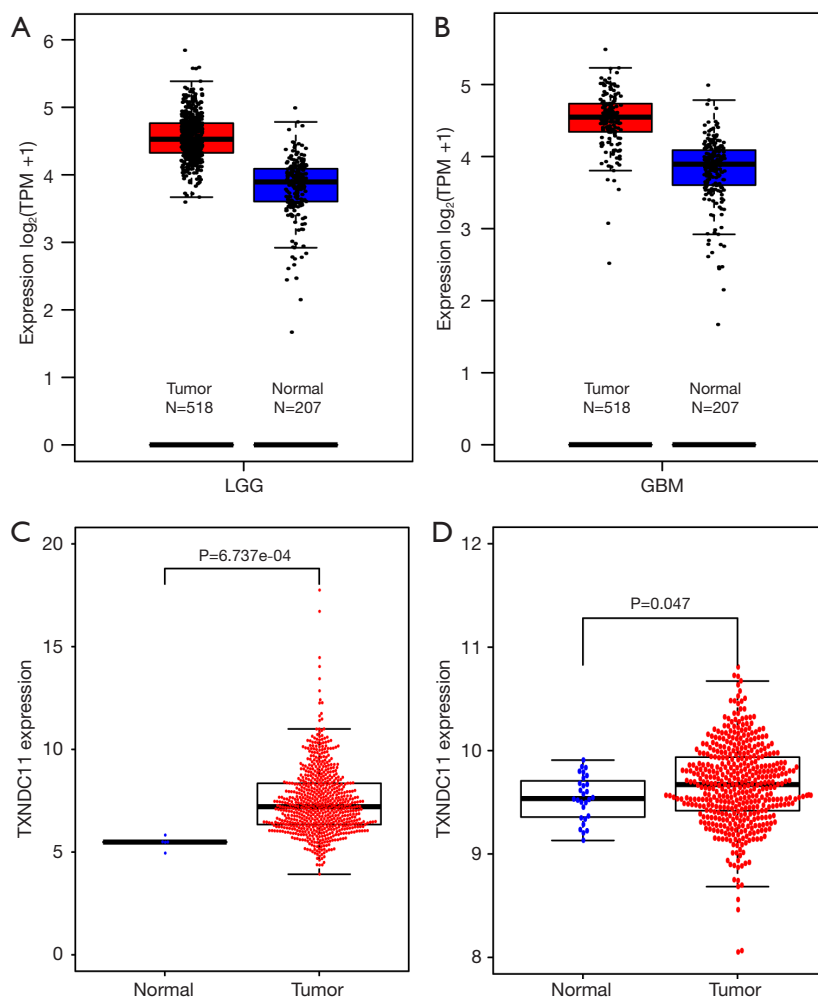 A
Expression log₂(TPM +1)
6
5
4
3
2
1
0
Tumor
N=518
Normal
N=207
LGG
B
Expression log₂(TPM +1)
5
4
3
2
1
0
Tumor
N=518
Normal
N=207
GBM
C
TXNDC11 expression
20
15
10
5
0
P=6.737e-04
Normal
Tumor
D
TXNDC11 expression
12
11
10
9
8
P=0.047
Normal
Tumor